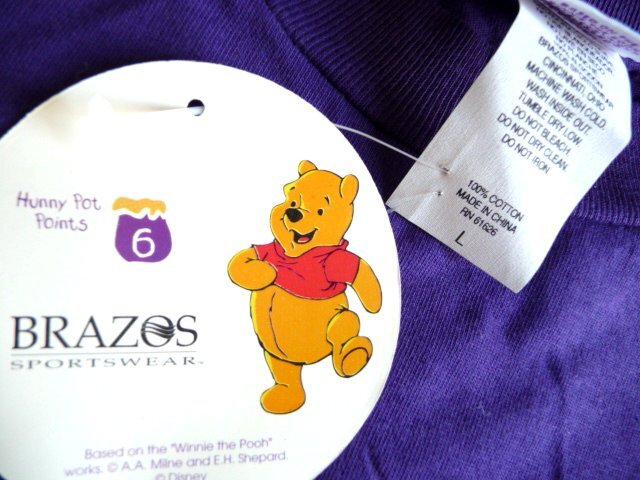 Hunny Pot
Points
6
BRAZOS
SPORTSWEAR™
Based on the "Winnie the Pooh"
works. © A.A. Milne and E.H. Shepard.
© Disney
BRAZOS
CINCINNATI, OHIO
MACHINE WASH COLD.
WASH INSIDE OUT.
TUMBLE DRY LOW.
DO NOT BLEACH.
DO NOT DRY CLEAN.
DO NOT IRON
100% COTTON
MADE IN CHINA
RN 61626
L